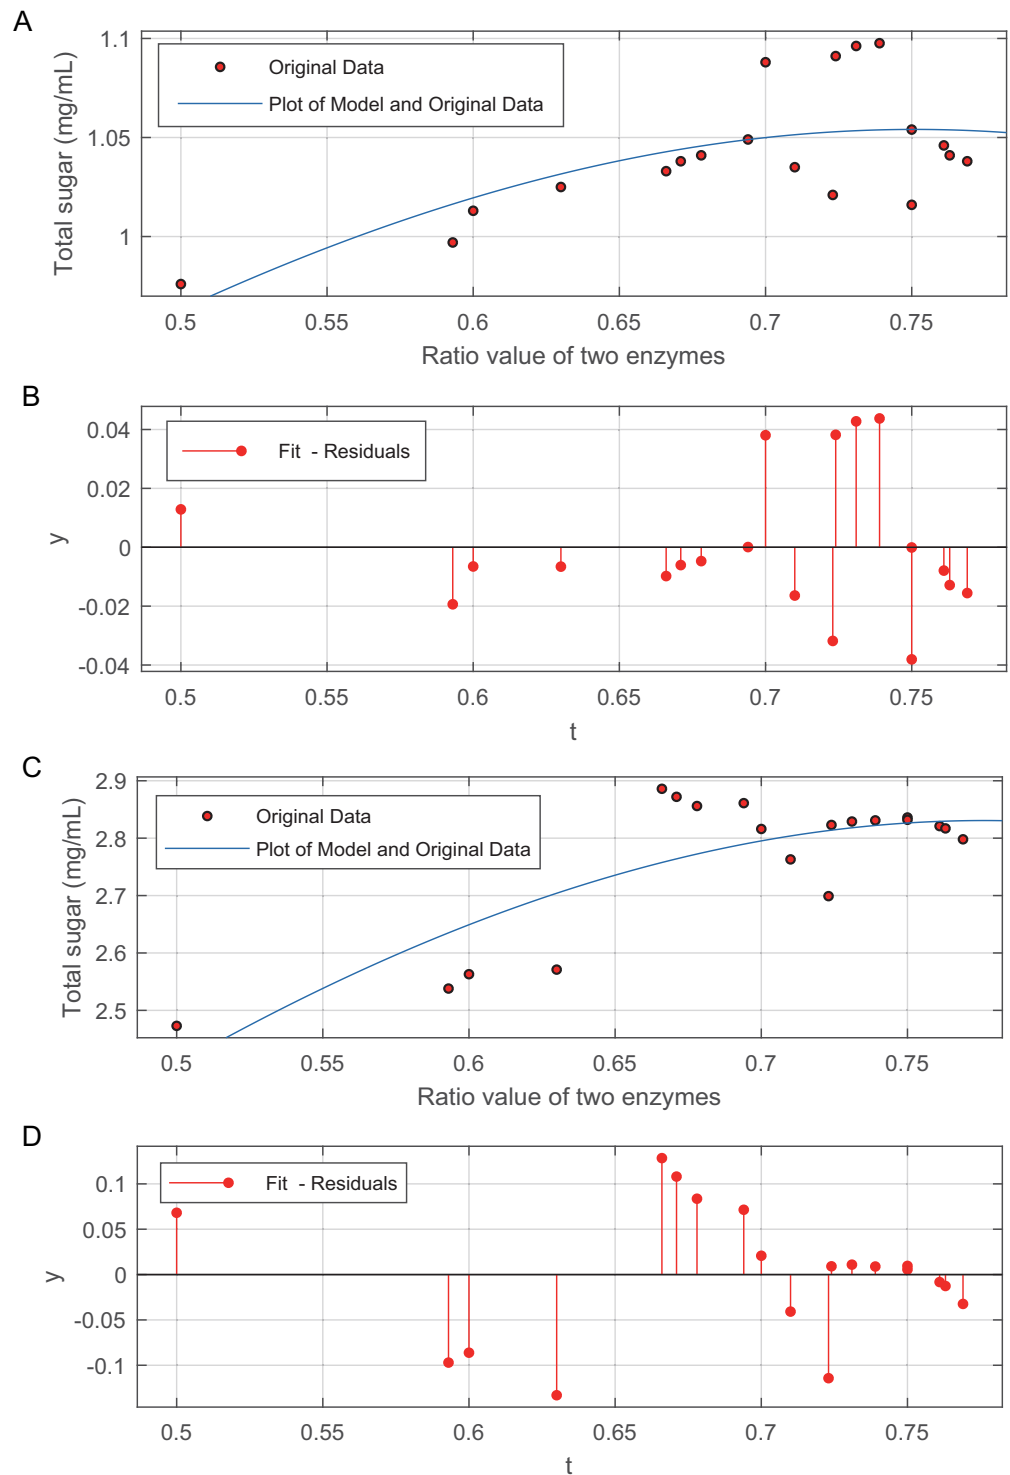 A
1.1
1.05
1
Total sugar (mg/mL)
Original Data
Plot of Model and Original Data
0.5 0.55 0.6 0.65 0.7 0.75
Ratio value of two enzymes
B
0.04
0.02
0
-0.02
-0.04
y
Fit - Residuals
0.5 0.55 0.6 0.65 0.7 0.75
t
C
2.9
2.8
2.7
2.6
2.5
Total sugar (mg/mL)
Original Data
Plot of Model and Original Data
0.5 0.55 0.6 0.65 0.7 0.75
Ratio value of two enzymes
D
0.1
0.05
0
-0.05
-0.1
y
Fit - Residuals
0.5 0.55 0.6 0.65 0.7 0.75
t